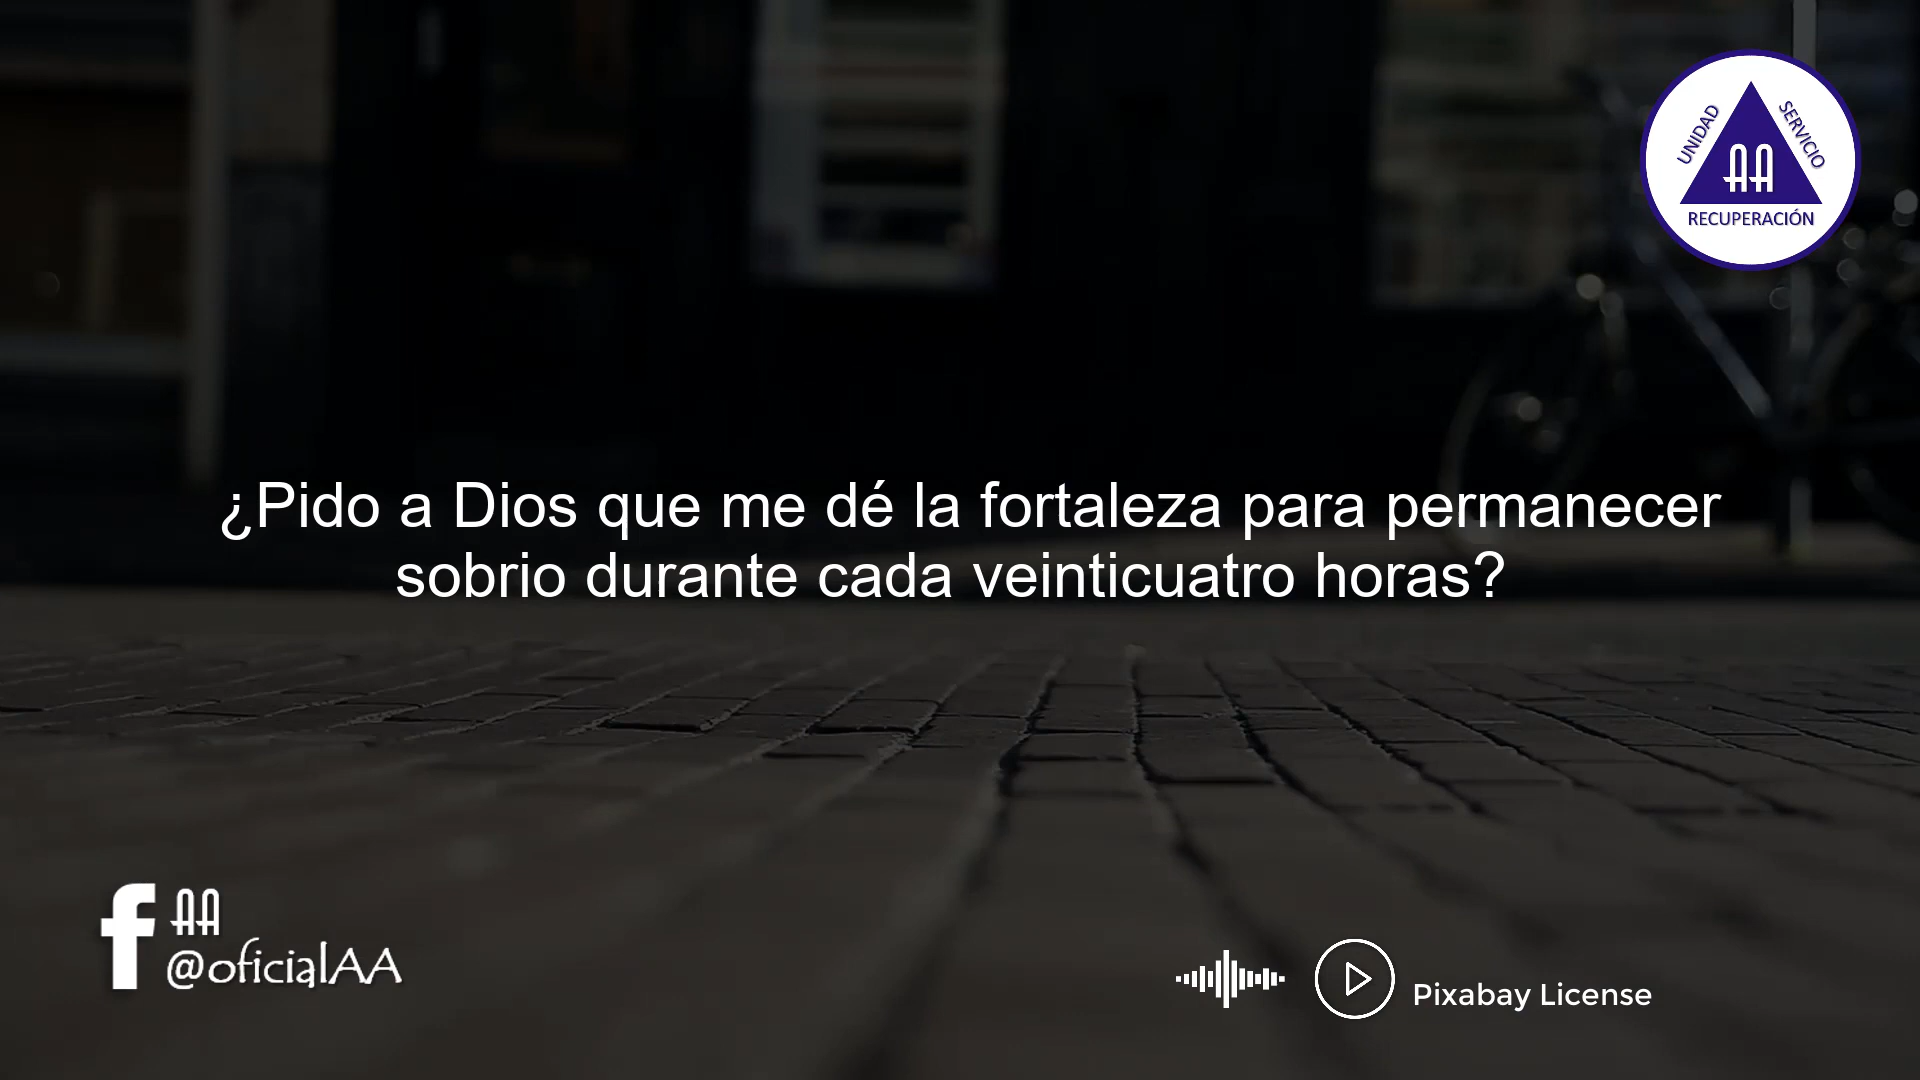 UNIDAD
SERVICIO
AA
RECUPERACIÓN
¿Pido a Dios que me dé la fortaleza para permanecer
sobrio durante cada veinticuatro horas?
f AA
@oficialAA
Pixabay License